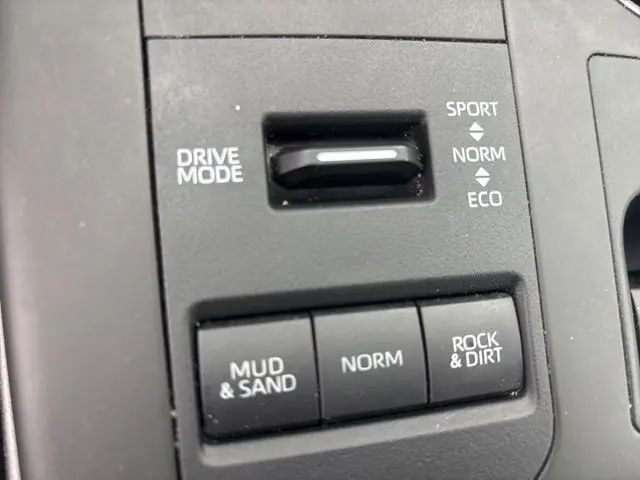 DRIVE
MODE
SPORT
NORM
ECO
MUD
& SAND
NORM
ROCK
& DIRT